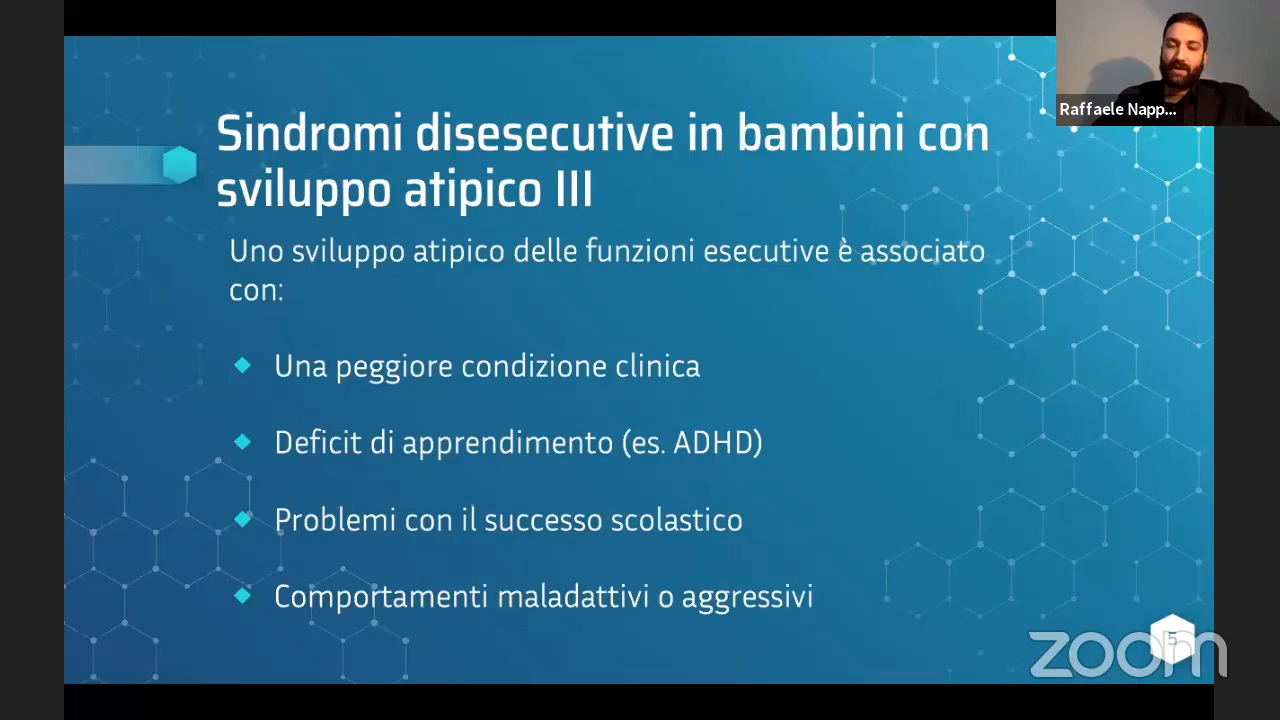 Sindromi disesecutive in bambini con
sviluppo atipico III
Uno sviluppo atipico delle funzioni esecutive è associato
con:
Una peggiore condizione clinica
Deficit di apprendimento (es. ADHD)
Problemi con il successo scolastico
Comportamenti maladattivi o aggressivi
Raffaele Napp...
5
zoom